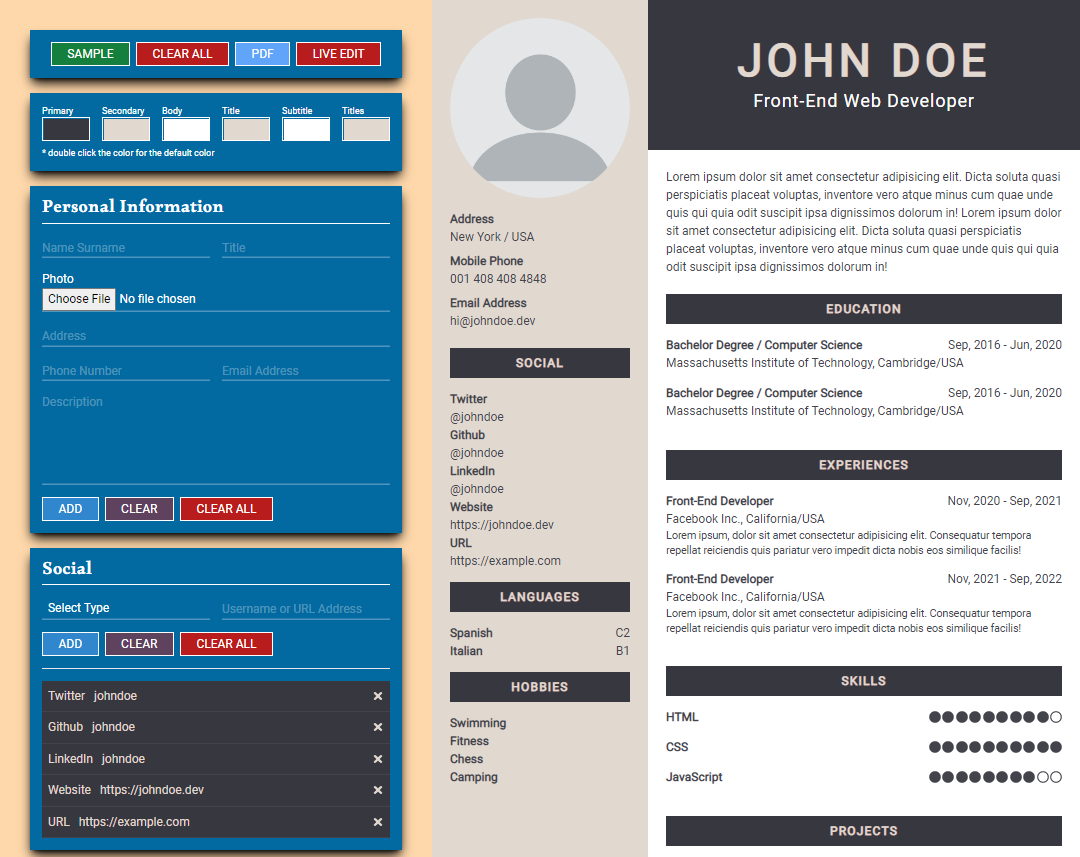 SAMPLE CLEAR ALL PDF LIVE EDIT
Primary Secondary Body Title Subtitle Titles
* double click the color for the default color
Personal Information
Name Surname Title
Photo
Choose File No file chosen
Address
Phone Number Email Address
Description
ADD CLEAR CLEAR ALL
Social
Select Type Username or URL Address
ADD CLEAR CLEAR ALL
Twitter johndoe ×
Github johndoe ×
LinkedIn johndoe ×
Website https://johndoe.dev ×
URL https://example.com ×
Address
New York / USA
Mobile Phone
001 408 408 4848
Email Address
hi@johndoe.dev
SOCIAL
Twitter
@johndoe
Github
@johndoe
LinkedIn
@johndoe
Website
https://johndoe.dev
URL
https://example.com
LANGUAGES
Spanish C2
Italian B1
HOBBIES
Swimming
Fitness
Chess
Camping
JOHN DOE
Front-End Web Developer
Lorem ipsum dolor sit amet consectetur adipisicing elit. Dicta soluta quasi
perspiciatis placeat voluptas, inventore vero atque minus cum quae unde
quis qui quia odit suscipit ipsa dignissimos dolorum in! Lorem ipsum dolor
sit amet consectetur adipisicing elit. Dicta soluta quasi perspiciatis
placeat voluptas, inventore vero atque minus cum quae unde quis qui quia
odit suscipit ipsa dignissimos dolorum in!
EDUCATION
Bachelor Degree / Computer Science Sep, 2016 - Jun, 2020
Massachusetts Institute of Technology, Cambridge/USA
Bachelor Degree / Computer Science Sep, 2016 - Jun, 2020
Massachusetts Institute of Technology, Cambridge/USA
EXPERIENCES
Front-End Developer Nov, 2020 - Sep, 2021
Facebook Inc., California/USA
Lorem ipsum, dolor sit amet consectetur adipisicing elit. Consequatur tempora
repellat reiciendis quis pariatur vero impedit dicta nobis eos similique facilis!
Front-End Developer Nov, 2021 - Sep, 2022
Facebook Inc., California/USA
Lorem ipsum, dolor sit amet consectetur adipisicing elit. Consequatur tempora
repellat reiciendis quis pariatur vero impedit dicta nobis eos similique facilis!
SKILLS
HTML
CSS
JavaScript
PROJECTS